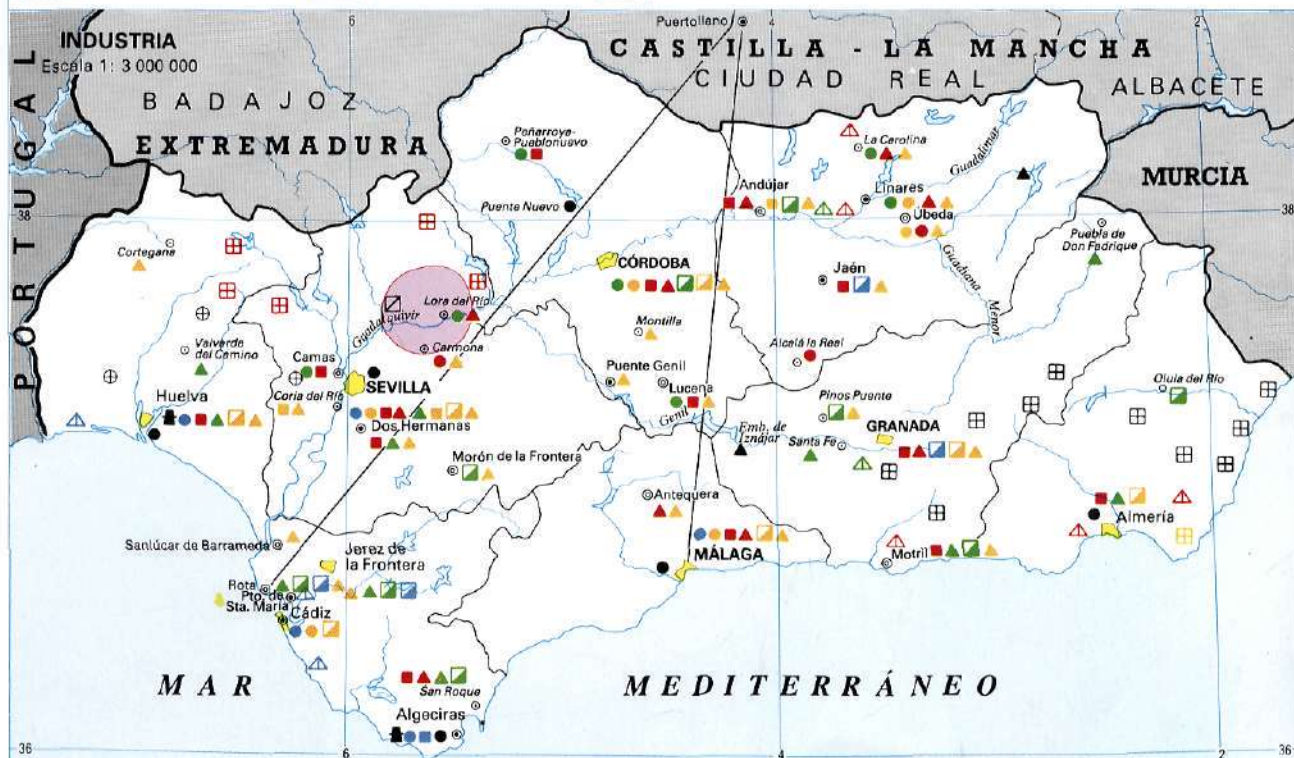 6
Puertollano
4
2
INDUSTRIA
Escala 1: 3 000 000
CASTILLA - LA MANCHA
CIUDAD REAL
ALBACETE
BADAJOZ
EXTREMADURA
PORTUGAL
MURCIA
Peñarroya-
Pueblonuevo
La Carolina
Guadalimar
Andújar
Linares
Úbeda
Puente Nuevo
38
38
Cortegana
Puebla de
Don Fadrique
Guadiana
Menor
CÓRDOBA
Jaén
Lora del Río
Guadalquivir
Montilla
Valverde
del Camino
Camas
Carmona
Alcalá la Real
SEVILLA
Puente Genil
Lucena
Olula del Río
Huelva
Coria del Río
Pinos Puente
Genil
GRANADA
Dos Hermanas
Emb. de
Iznájar
Santa Fe
Morón de la Frontera
Antequera
Almería
Sanlúcar de Barrameda
Jerez de
la Frontera
MÁLAGA
Motril
Rota
Pto. de
Sta. María
Cádiz
MAR
MEDITERRÁNEO
San Roque
Algeciras
36
6
4
2
36